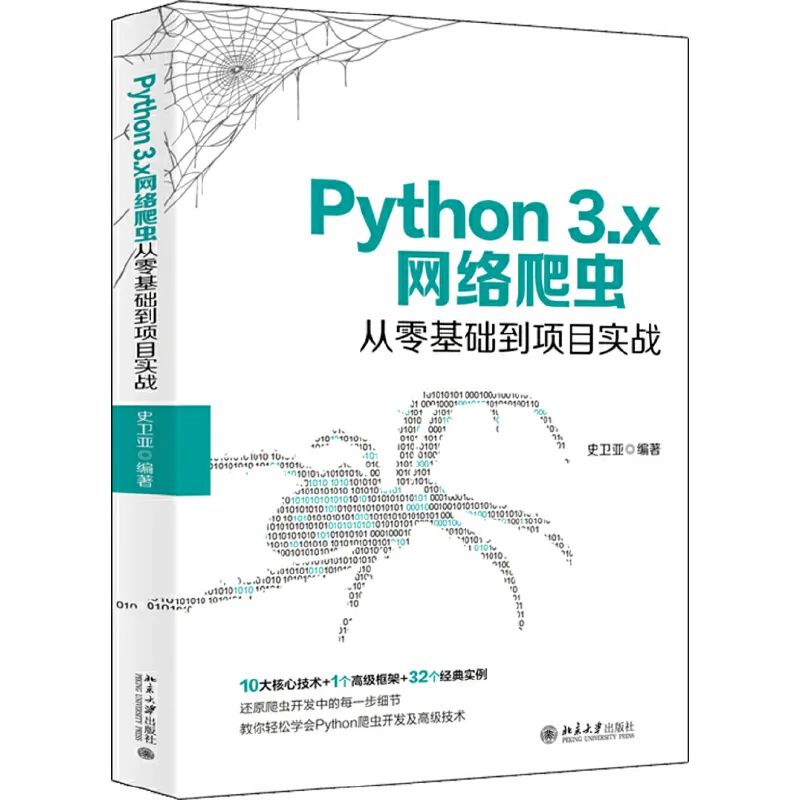 Python 3.x网络爬虫从零基础到项目实战
史卫亚◎编著
北京大学出版社
PEKING UNIVERSITY PRESS
Python 3.x
网络爬虫
从零基础到项目实战
史卫亚◎编著
10大核心技术+1个高级框架+32个经典实例
还原爬虫开发中的每一步细节
教你轻松学会Python爬虫开发及高级技术
北京大学出版社
PEKING UNIVERSITY PRESS